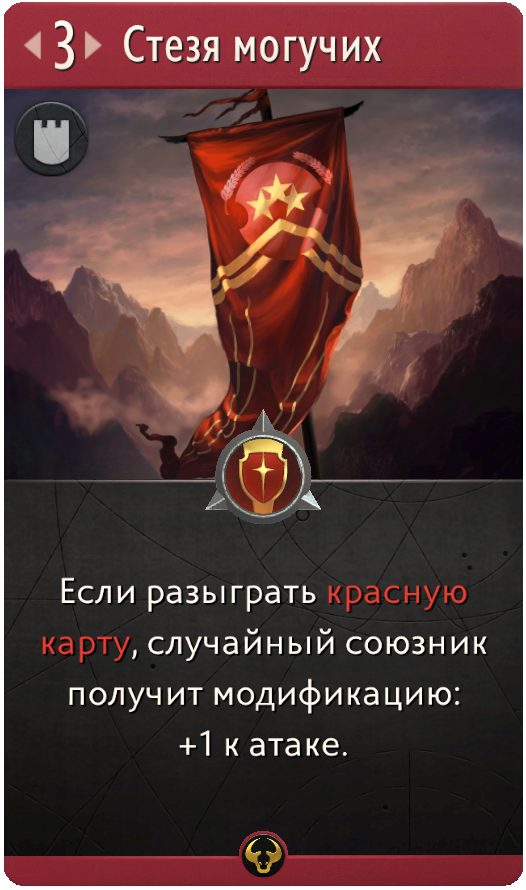 3 Стезя могучих
Если разыграть красную
карту, случайный союзник
получит модификацию:
+1 к атаке.